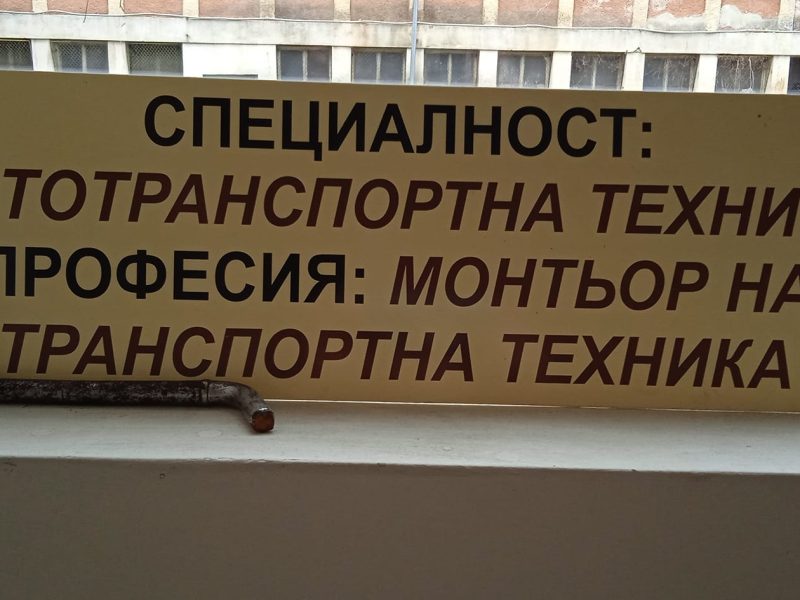 СПЕЦИАЛНОСТ:
ТОТРАНСПОРТНА ТЕХНИ
ПРОФЕСИЯ: МОНТЬОР НА
ТРАНСПОРТНА ТЕХНИКА